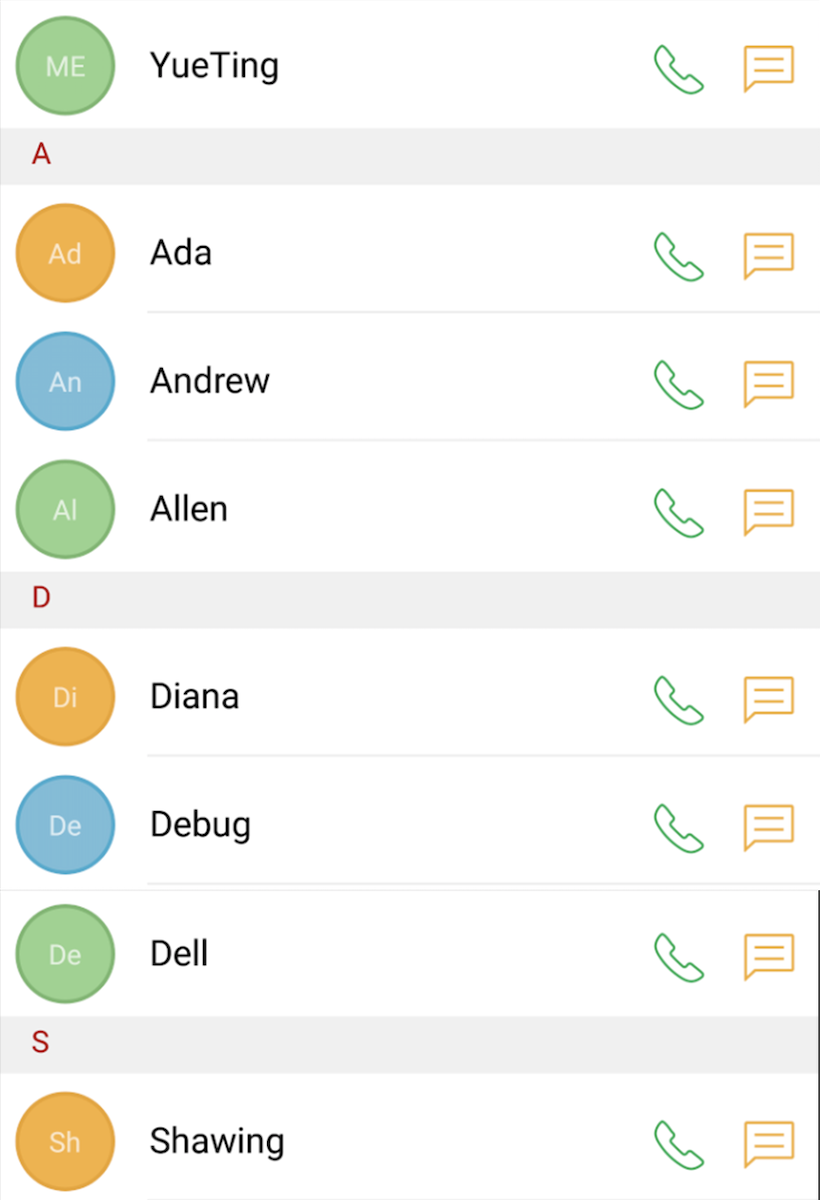 ME YueTing
A
Ad Ada
An Andrew
Al Allen
D
Di Diana
De Debug
De Dell
S
Sh Shawing